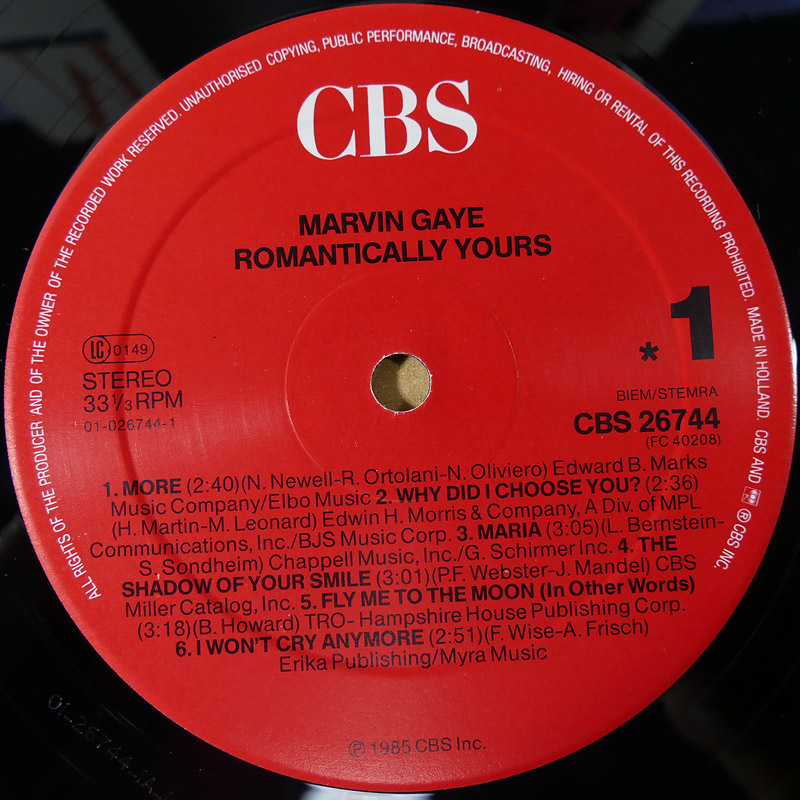 ALL RIGHTS OF THE PRODUCER AND OF THE OWNER OF THE RECORDED WORK RESERVED. UNAUTHORISED COPYING, PUBLIC PERFORMANCE, BROADCASTING, HIRING OR RENTAL OF THIS RECORDING PROHIBITED. MADE IN HOLLAND. CBS AND ® CBS INC.
CBS
MARVIN GAYE
ROMANTICALLY YOURS
* 1
LC 0149
STEREO
33⅓ RPM
01-026744-1
BIEM/STEMRA
CBS 26744
(FC 40208)
1. MORE (2:40)(N. Newell-R. Ortolani-N. Oliviero) Edward B. Marks
Music Company/Elbo Music 2. WHY DID I CHOOSE YOU? (2:36)
(H. Martin-M. Leonard) Edwin H. Morris & Company, A Div. of MPL
Communications, Inc./BJS Music Corp. 3. MARIA (3:05)(L. Bernstein-
S. Sondheim) Chappell Music, Inc./G. Schirmer Inc. 4. THE
SHADOW OF YOUR SMILE (3:01)(P.F. Webster-J. Mandel) CBS
Miller Catalog, Inc. 5. FLY ME TO THE MOON (In Other Words)
(3:18)(B. Howard) TRO- Hampshire House Publishing Corp.
6. I WON'T CRY ANYMORE (2:51)(F. Wise-A. Frisch)
Erika Publishing/Myra Music
℗ 1985 CBS Inc.